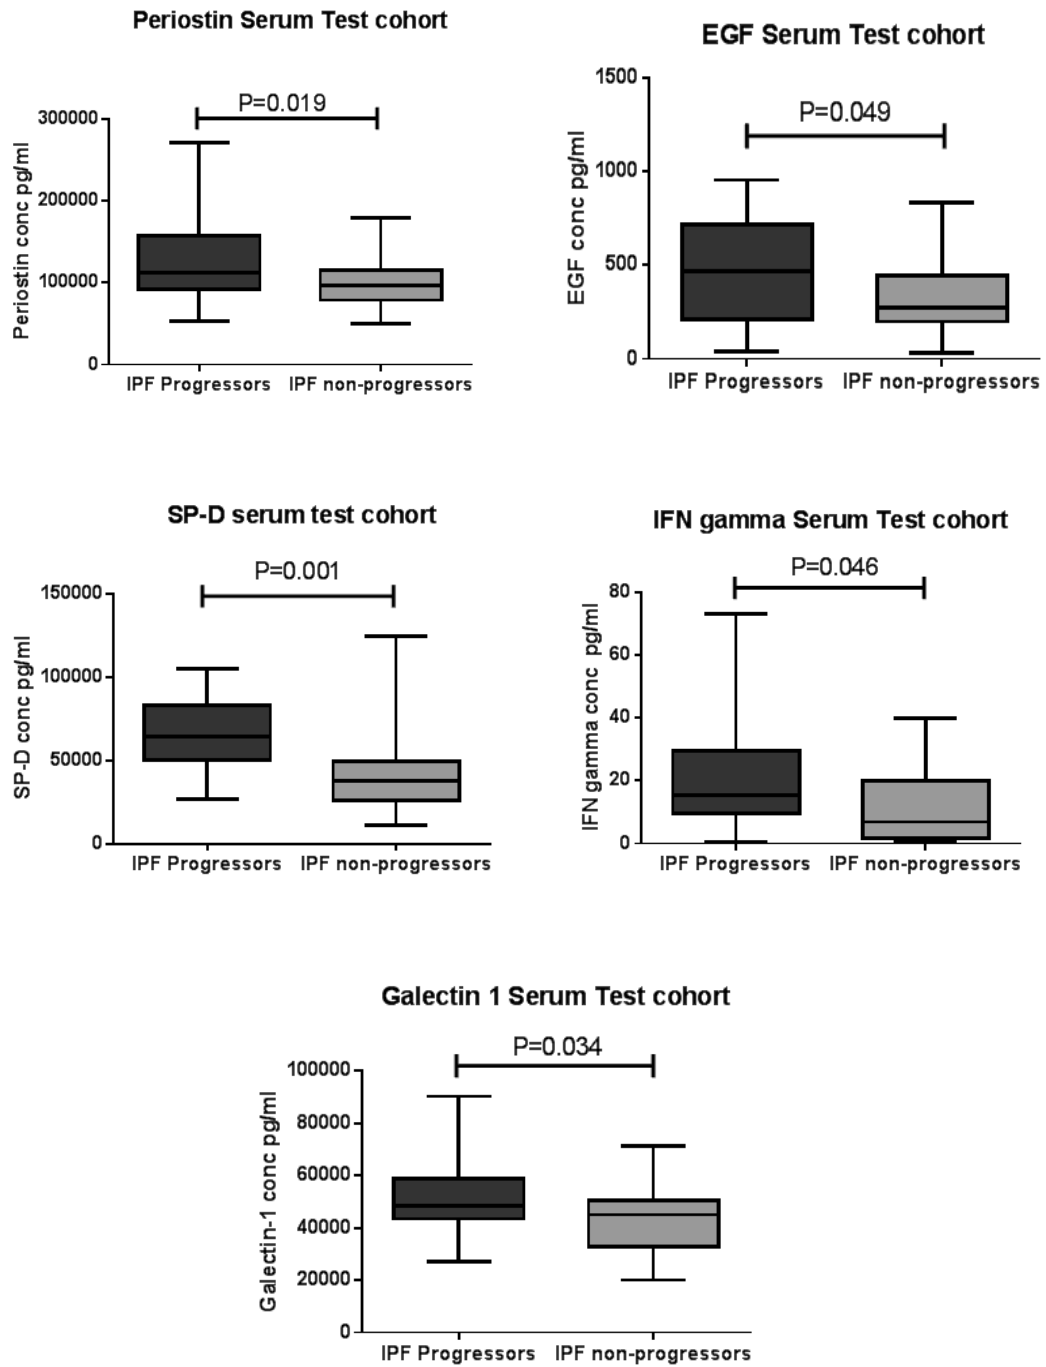 Periostin Serum Test cohort
P=0.019
Periostin conc pg/ml
300000
200000
100000
0
IPF Progressors
IPF non-progressors
EGF Serum Test cohort
P=0.049
EGF conc pg/ml
1500
1000
500
0
IPF Progressors
IPF non-progressors
SP-D serum test cohort
P=0.001
SP-D conc pg/ml
150000
100000
50000
0
IPF Progressors
IPF non-progressors
IFN gamma Serum Test cohort
P=0.046
IFN gamma conc pg/ml
80
60
40
20
0
IPF Progressors
IPF non-progressors
Galectin 1 Serum Test cohort
P=0.034
Galectin-1 conc pg/ml
100000
80000
60000
40000
20000
0
IPF Progressors
IPF non-progressors